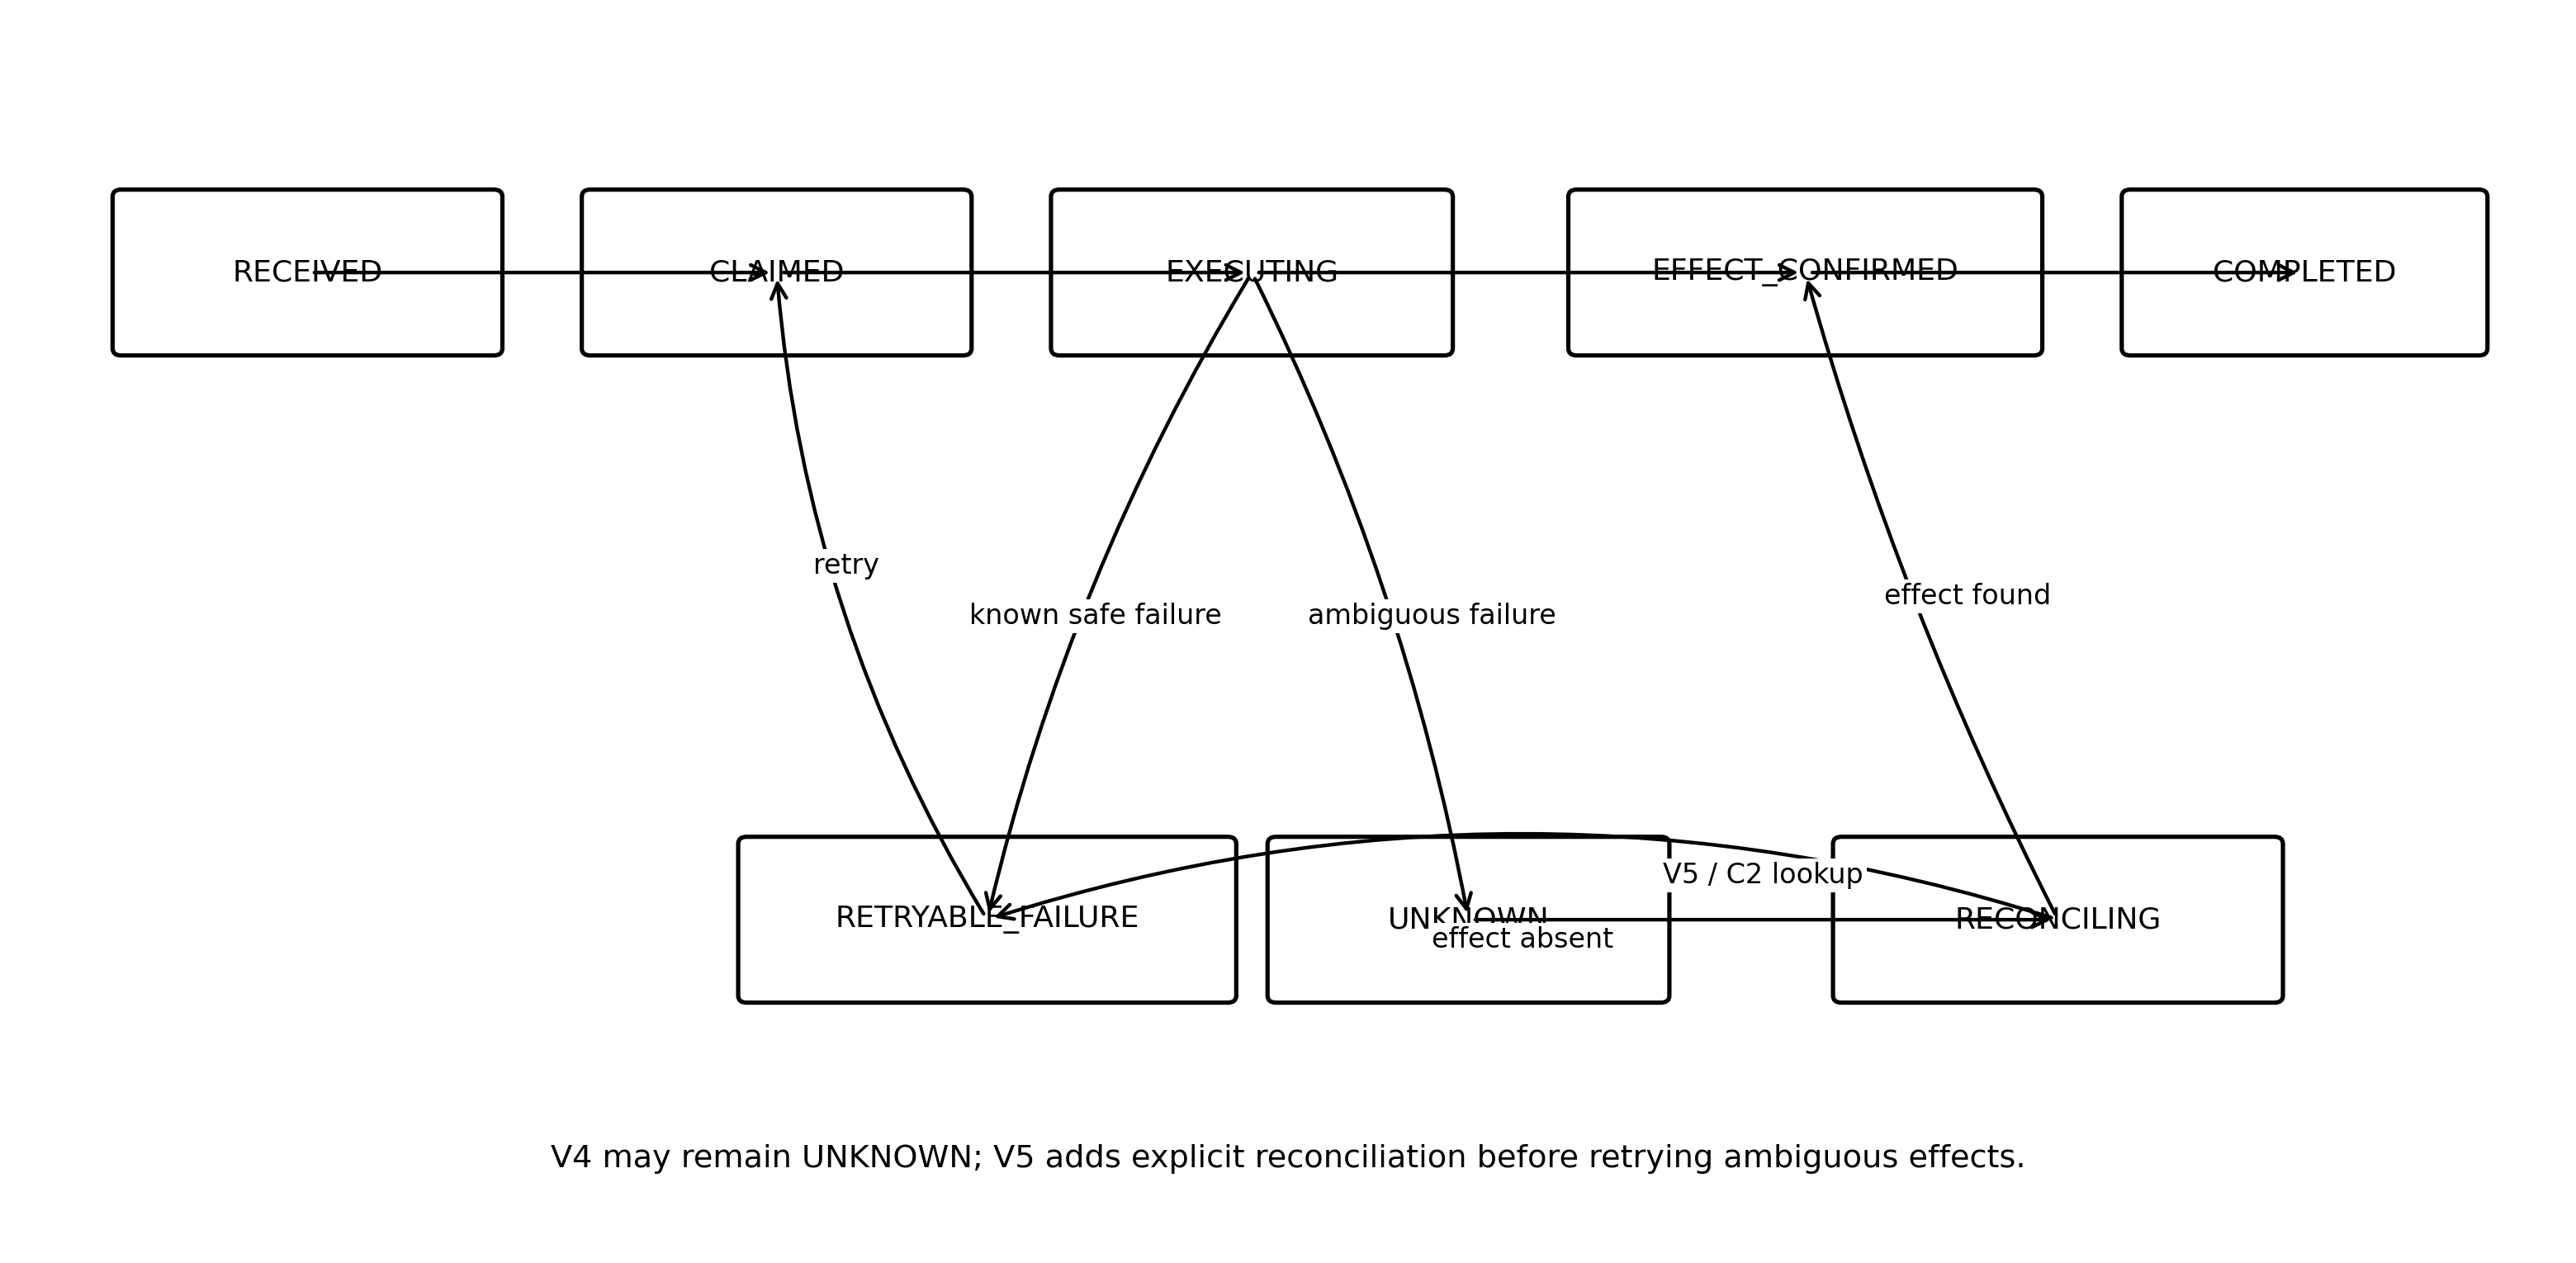 RECEIVED
CLAIMED
EXECUTING
EFFECT_CONFIRMED
COMPLETED
retry
known safe failure
ambiguous failure
effect found
V5 / C2 lookup
RETRYABLE_FAILURE
UNKNOWN
RECONCILING
effect absent
V4 may remain UNKNOWN; V5 adds explicit reconciliation before retrying ambiguous effects.